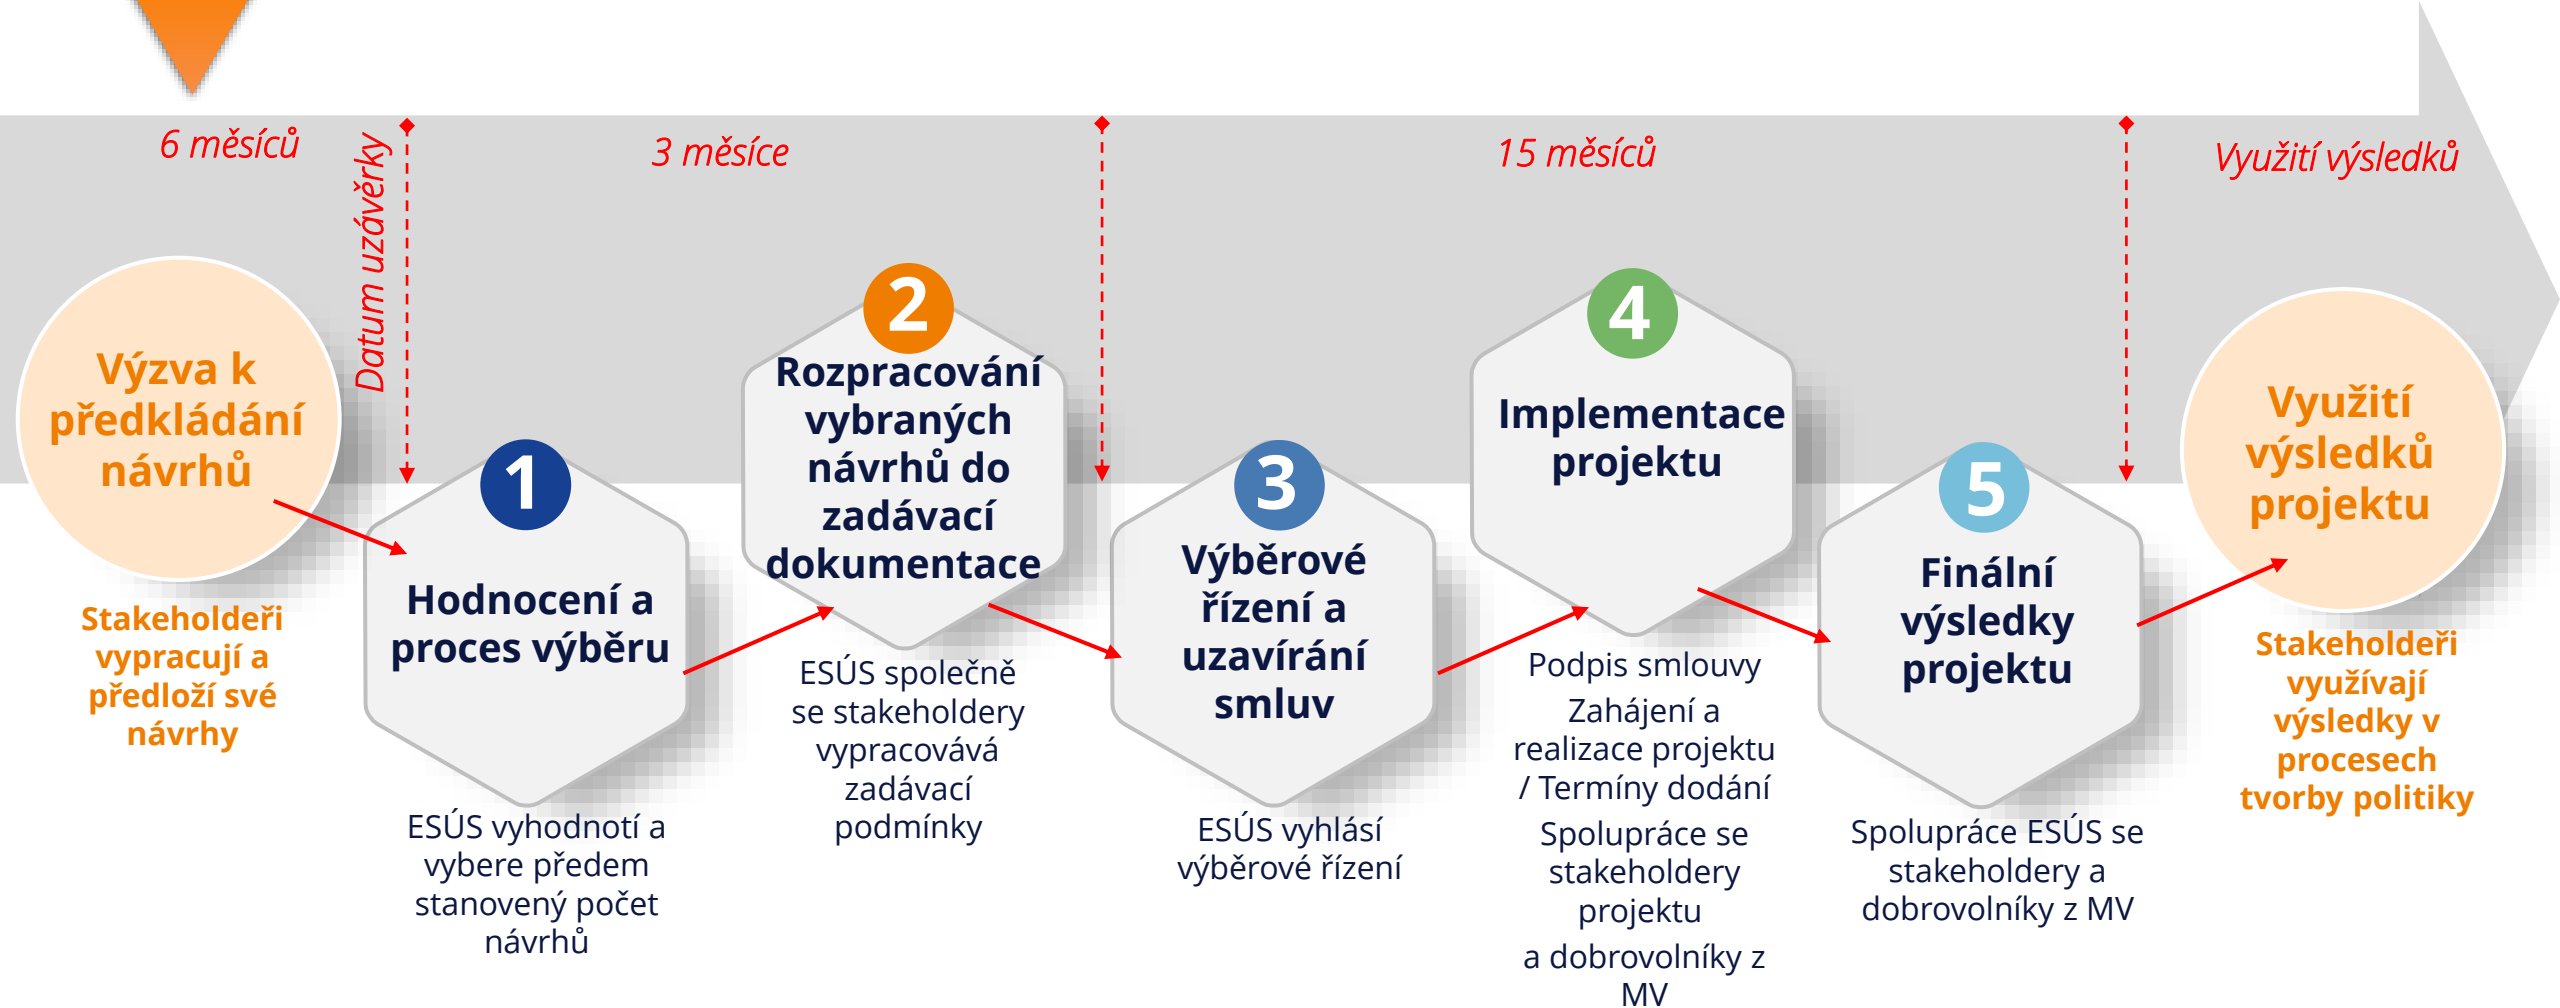 6 měsíců
Datum uzávěrky
3 měsíce
15 měsíců
Využití výsledků
Výzva k
předkládání
návrhů
Stakeholdeři
vypracují a
předloží své
návrhy
1
Hodnocení a
proces výběru
ESÚS vyhodnotí a
vybere předem
stanovený počet
návrhů
2
Rozpracování
vybraných
návrhů do
zadávací
dokumentace
ESÚS společně
se stakeholdery
vypracovává
zadávací
podmínky
3
Výběrové
řízení a
uzavírání
smluv
ESÚS vyhlásí
výběrové řízení
4
Implementace
projektu
Podpis smlouvy
Zahájení a
realizace projektu
/ Termíny dodání
Spolupráce se
stakeholdery
projektu
a dobrovolníky z
MV
5
Finální
výsledky
projektu
Spolupráce ESÚS se
stakeholdery a
dobrovolníky z MV
Využití
výsledků
projektu
Stakeholdeři
využívají
výsledky v
procesech
tvorby politiky